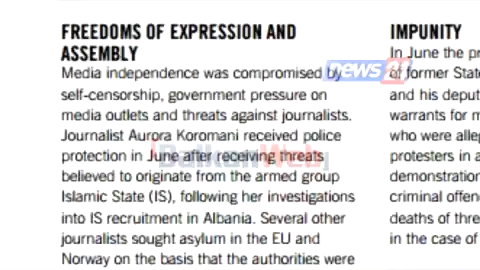 FREEDOMS OF EXPRESSION AND
ASSEMBLY
Media independence was compromised by
self-censorship, government pressure on
media outlets and threats against journalists.
Journalist Aurora Koromani received police
protection in June after receiving threats
believed to originate from the armed group
Islamic State (IS), following her investigations
into IS recruitment in Albania. Several other
journalists sought asylum in the EU and
Norway on the basis that the authorities were
IMPUNITY
In June the pr
of former State
and his deput
warrants for m
who were alleg
protesters in a
demonstration
criminal offen
deaths of thre
in the case of
news
BalkanWeb